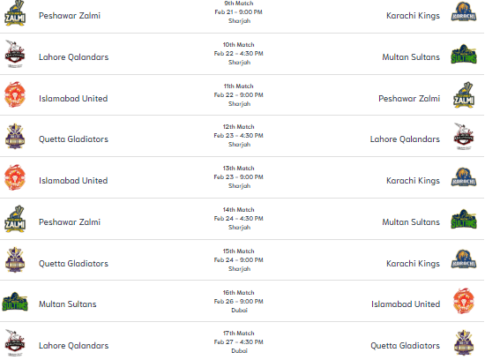 9th Match
Peshawar Zalmi
Feb 21 - 9:00 PM
Karachi Kings
Sharjah
10th Match
Lahore Qalandars
Feb 22 - 4:30 PM
Multan Sultans
Sharjah
11th Match
Islamabad United
Feb 22 - 9:00 PM
Peshawar Zalmi
Sharjah
12th Match
Quetta Gladiators
Feb 23 - 4:30 PM
Lahore Qalandars
Sharjah
13th Match
Islamabad United
Feb 23 - 9:00 PM
Karachi Kings
Sharjah
14th Match
Peshawar Zalmi
Feb 24 - 4:30 PM
Multan Sultans
Sharjah
15th Match
Quetta Gladiators
Feb 24 - 9:00 PM
Karachi Kings
Sharjah
16th Match
Multan Sultans
Feb 26 - 9:00 PM
Islamabad United
Dubai
17th Match
Lahore Qalandars
Feb 27 - 4:30 PM
Quetta Gladiators
Dubai